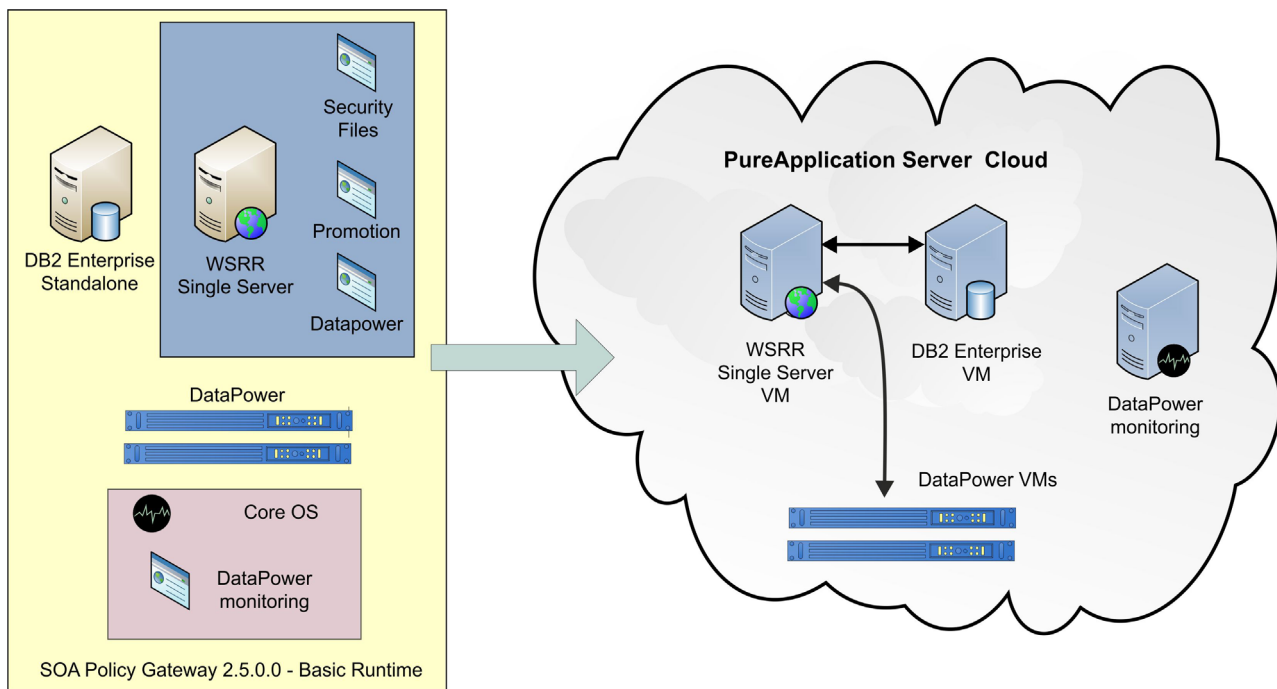 Security
Files
Promotion
Datapower
DB2 Enterprise
Standalone
WSRR
Single Server
DataPower
Core OS
DataPower
monitoring
SOA Policy Gateway 2.5.0.0 - Basic Runtime
PureApplication Server Cloud
WSRR
Single Server
VM
DB2 Enterprise
VM
DataPower
monitoring
DataPower VMs